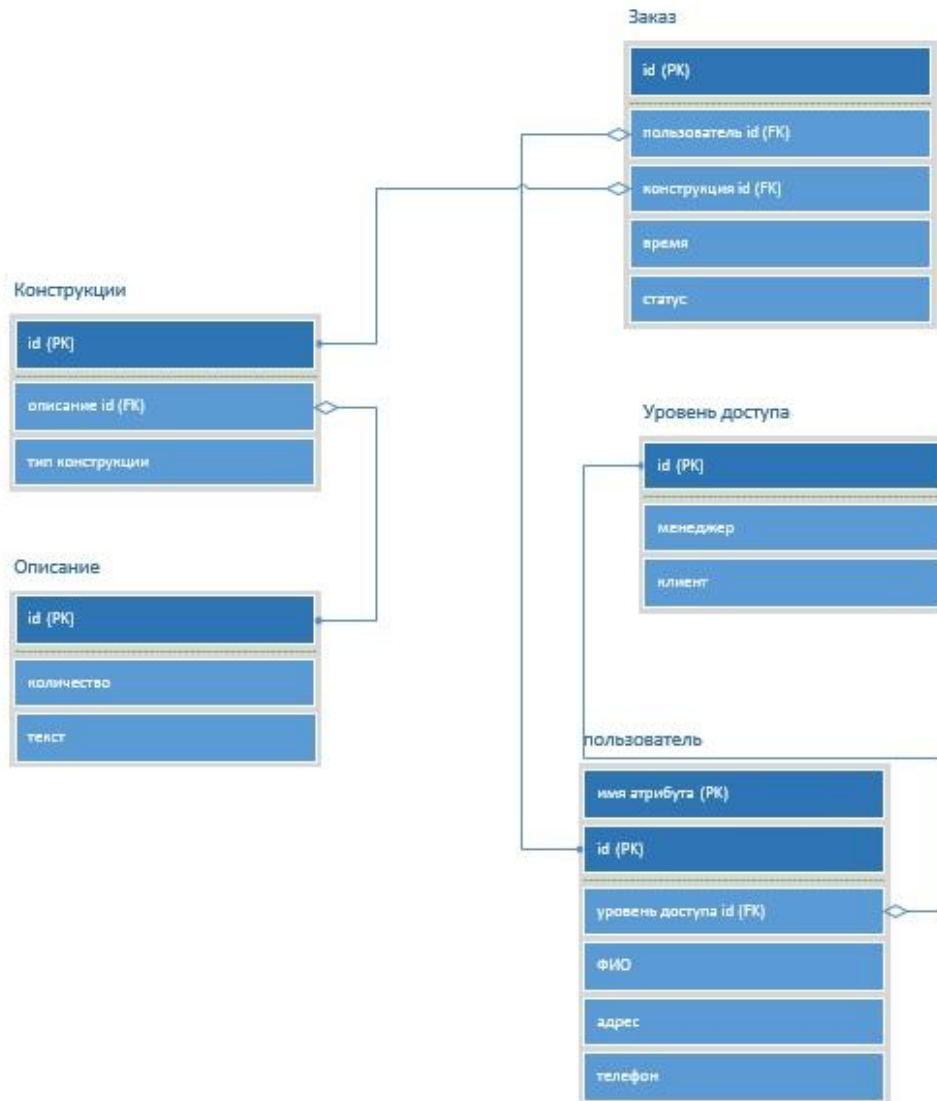 Заказ
id (PK)
пользователь id (FK)
конструкция id (FK)
время
статус
Конструкции
id (PK)
описание id (FK)
тип конструкции
Описание
id (PK)
количество
текст
Уровень доступа
id (PK)
менеджер
клиент
пользователь
имя атрибута (PK)
id (PK)
уровень доступа id (FK)
ФИО
адрес
телефон